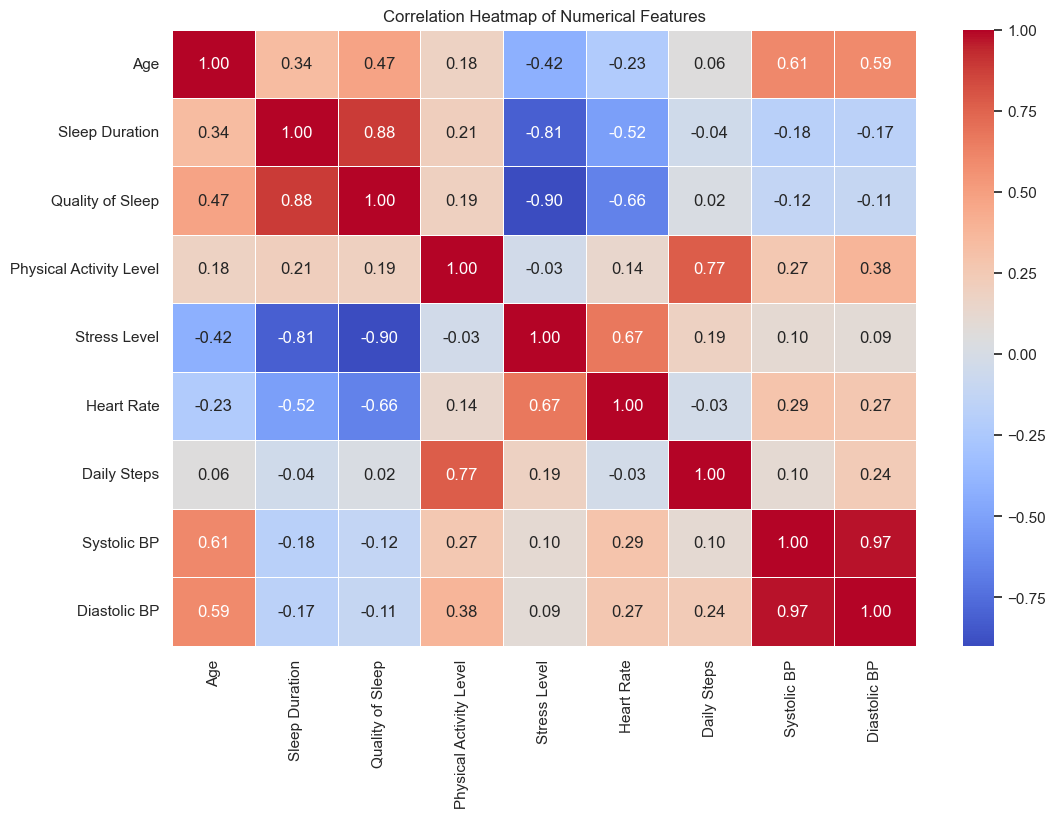 Correlation Heatmap of Numerical Features
Age 1.00 0.34 0.47 0.18 -0.42 -0.23 0.06 0.61 0.59
Sleep Duration 0.34 1.00 0.88 0.21 -0.81 -0.52 -0.04 -0.18 -0.17
Quality of Sleep 0.47 0.88 1.00 0.19 -0.90 -0.66 0.02 -0.12 -0.11
Physical Activity Level 0.18 0.21 0.19 1.00 -0.03 0.14 0.77 0.27 0.38
Stress Level -0.42 -0.81 -0.90 -0.03 1.00 0.67 0.19 0.10 0.09
Heart Rate -0.23 -0.52 -0.66 0.14 0.67 1.00 -0.03 0.29 0.27
Daily Steps 0.06 -0.04 0.02 0.77 0.19 -0.03 1.00 0.10 0.24
Systolic BP 0.61 -0.18 -0.12 0.27 0.10 0.29 0.10 1.00 0.97
Diastolic BP 0.59 -0.17 -0.11 0.38 0.09 0.27 0.24 0.97 1.00
Age
Sleep Duration
Quality of Sleep
Physical Activity Level
Stress Level
Heart Rate
Daily Steps
Systolic BP
Diastolic BP
1.00
0.75
0.50
0.25
0.00
−0.25
−0.50
−0.75